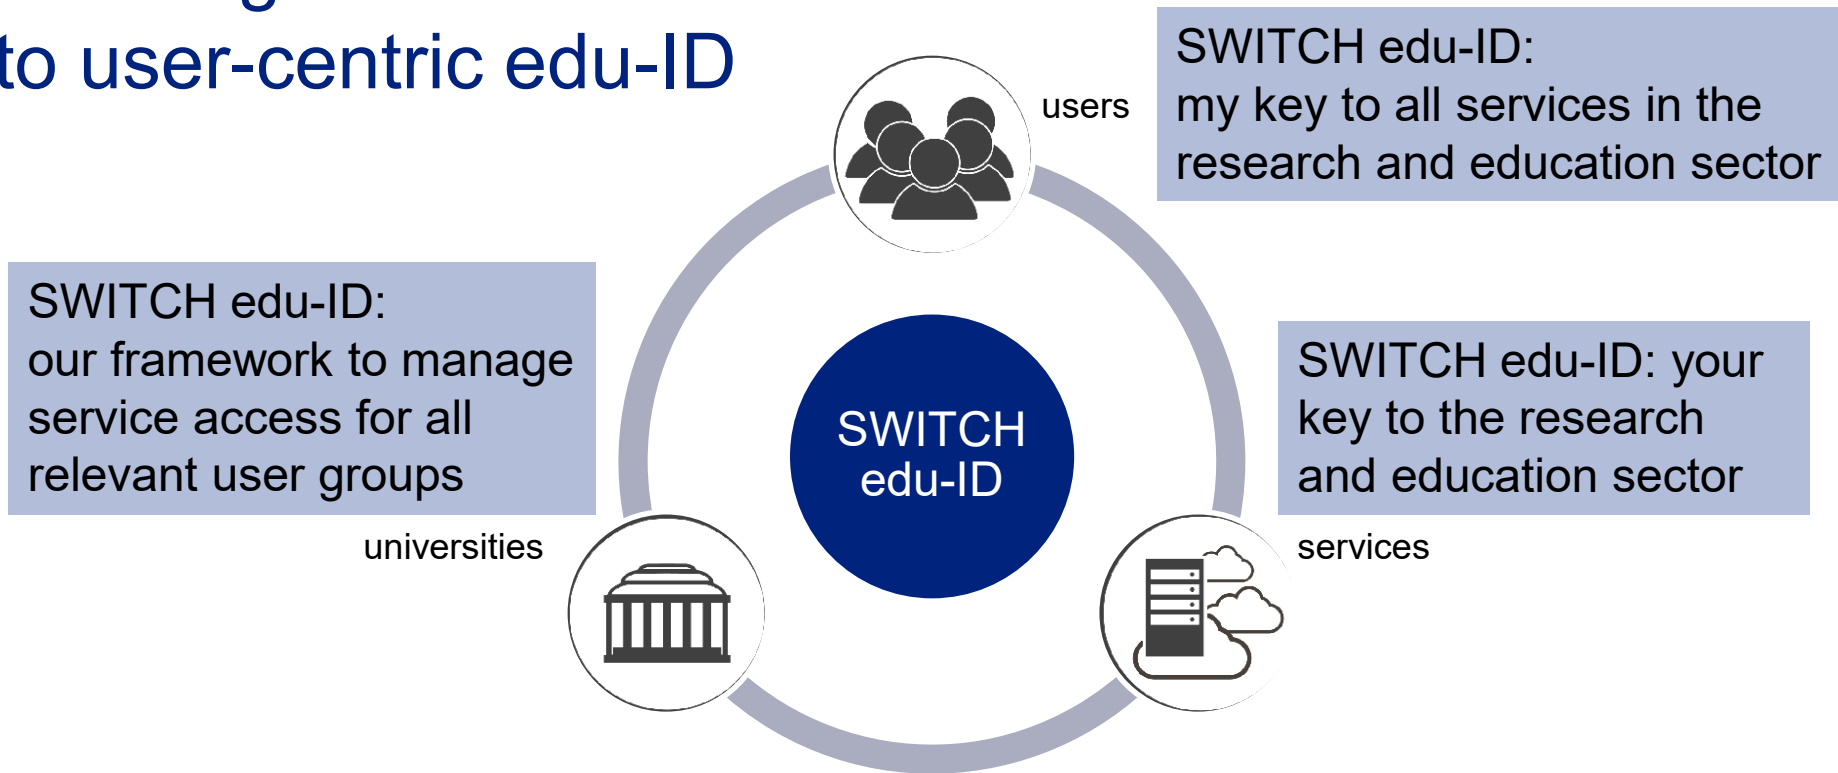 to user-centric edu-ID
users
SWITCH edu-ID:
my key to all services in the
research and education sector
SWITCH edu-ID:
our framework to manage
service access for all
relevant user groups
SWITCH
edu-ID
SWITCH edu-ID: your
key to the research
and education sector
universities
services